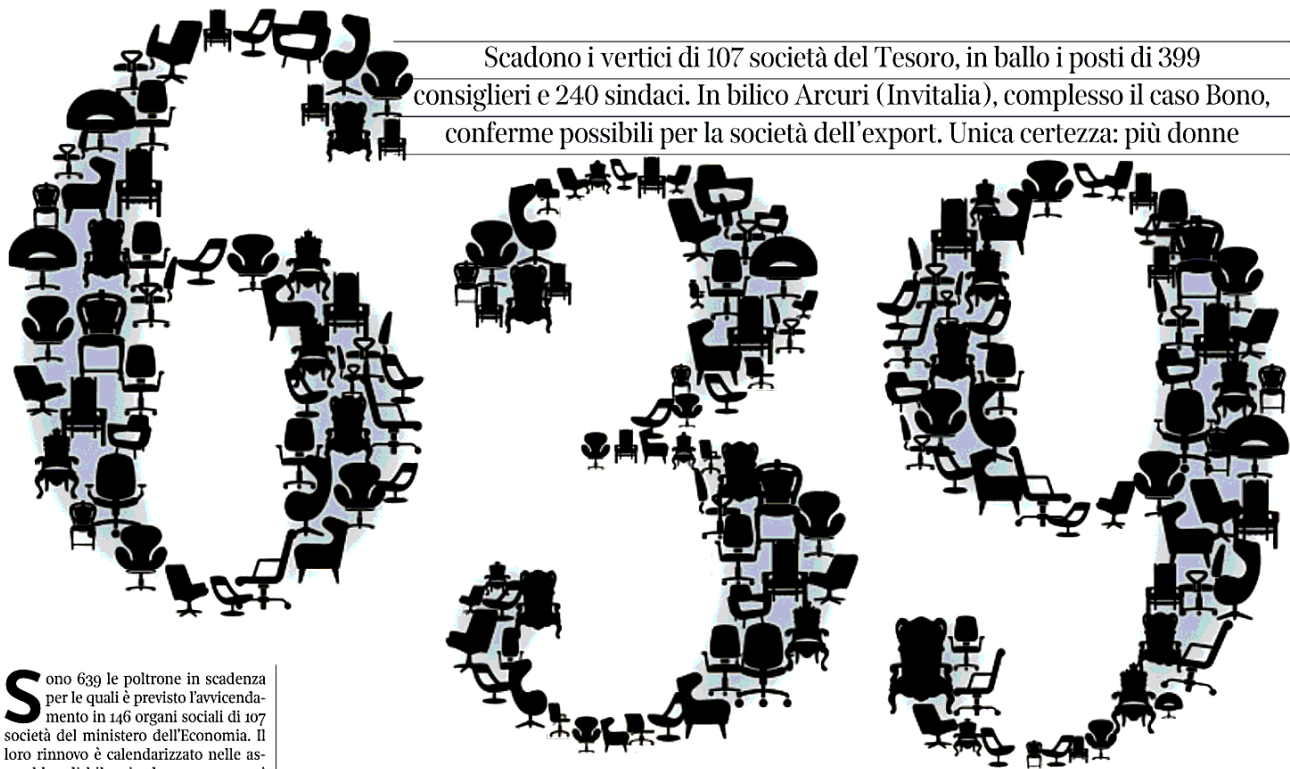 Scadono i vertici di 107 società del Tesoro, in ballo i posti di 399
consiglieri e 240 sindaci. In bilico Arcuri (Invitalia), complesso il caso Bono,
conferme possibili per la società dell'export. Unica certezza: più donne
639
Sono 639 le poltrone in scadenza
per le quali è previsto l'avvicenda-
mento in 146 organi sociali di 107
società del ministero dell'Economia. Il
loro rinnovo è calendarizzato nelle as-